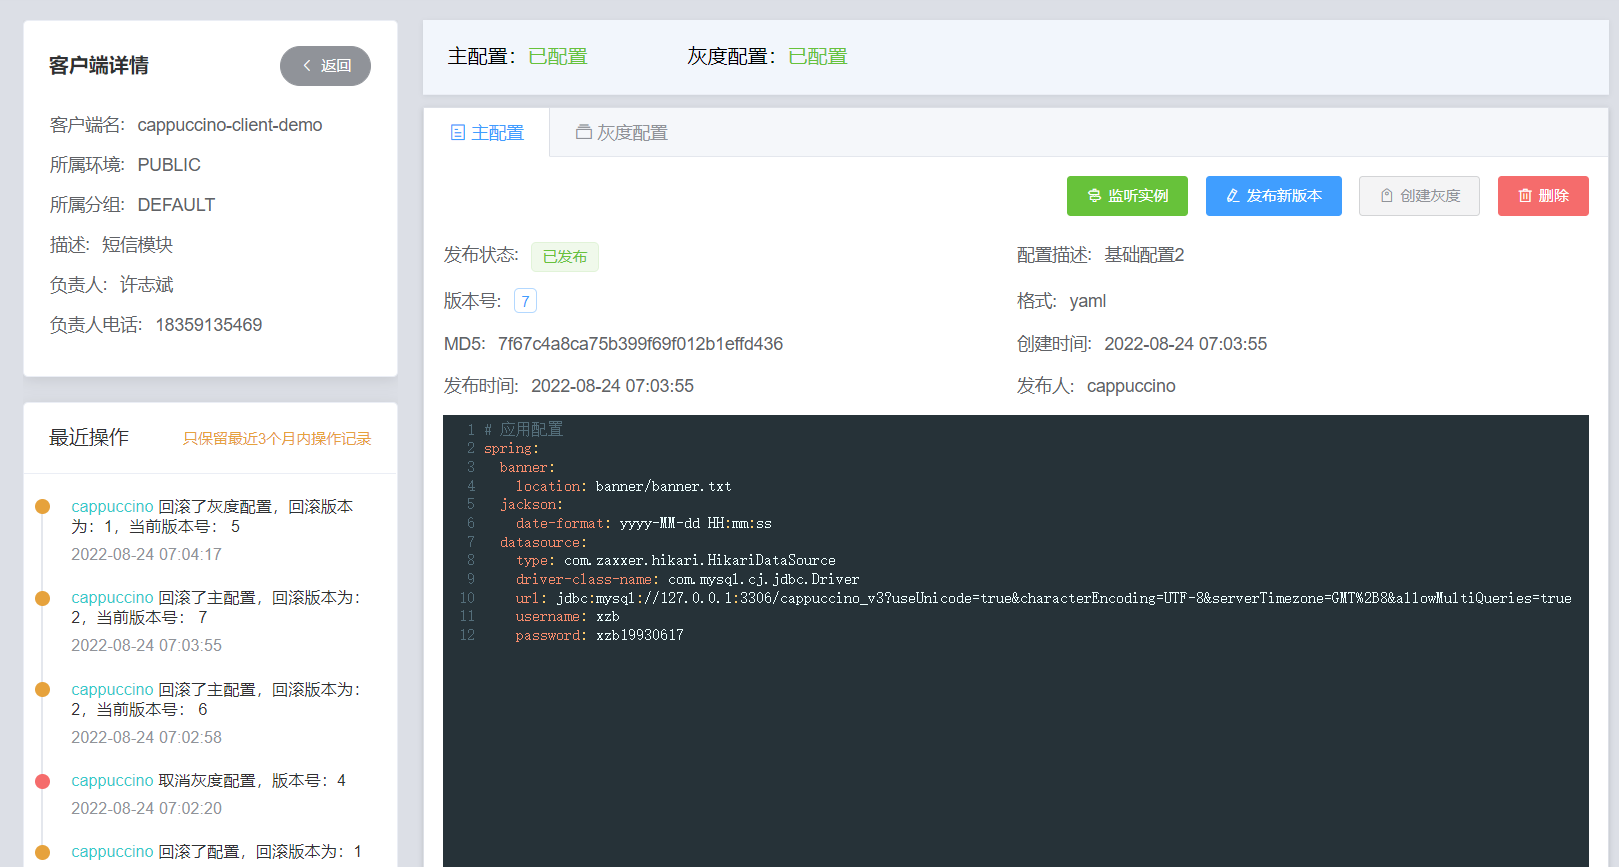 客户端详情
返回
客户端名: cappuccino-client-demo
所属环境: PUBLIC
所属分组: DEFAULT
描述: 短信模块
负责人: 许志斌
负责人电话: 18359135469
最近操作
只保留最近3个月内操作记录
cappuccino 回滚了灰度配置，回滚版本
为：1，当前版本号： 5
2022-08-24 07:04:17
cappuccino 回滚了主配置，回滚版本为：
2，当前版本号： 7
2022-08-24 07:03:55
cappuccino 回滚了主配置，回滚版本为：
2，当前版本号： 6
2022-08-24 07:02:58
cappuccino 取消灰度配置，版本号：4
2022-08-24 07:02:20
cappuccino 回滚了配置，回滚版本为：1
主配置：已配置
灰度配置：已配置
主配置
灰度配置
监听实例
发布新版本
创建灰度
删除
发布状态: 已发布
配置描述: 基础配置2
版本号: 7
格式: yaml
MD5: 7f67c4a8ca75b399f69f012b1effd436
创建时间: 2022-08-24 07:03:55
发布时间: 2022-08-24 07:03:55
发布人: cappuccino
1 # 应用配置
2 spring:
3 banner:
4 location: banner/banner.txt
5 jackson:
6 date-format: yyyy-MM-dd HH:mm:ss
7 datasource:
8 type: com.zaxxer.hikari.HikariDataSource
9 driver-class-name: com.mysql.cj.jdbc.Driver
10 url: jdbc:mysql://127.0.0.1:3306/cappuccino_v3?useUnicode=true&characterEncoding=UTF-8&serverTimezone=GMT%2B8&allowMultiQueries=true
11 username: xzb
12 password: xzb19930617